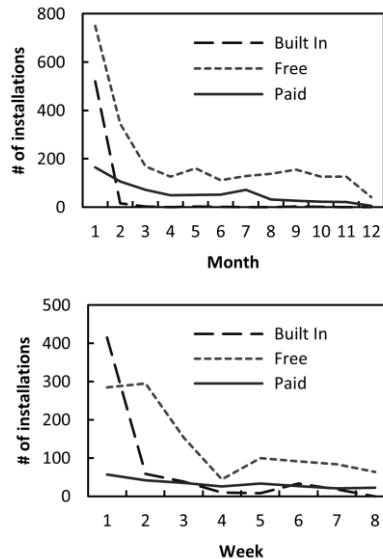 800
600
400
200
0
# of installations
Built In
Free
Paid
1 2 3 4 5 6 7 8 9 10 11 12
Month
500
400
300
200
100
0
# of installations
Built In
Free
Paid
1 2 3 4 5 6 7 8
Week